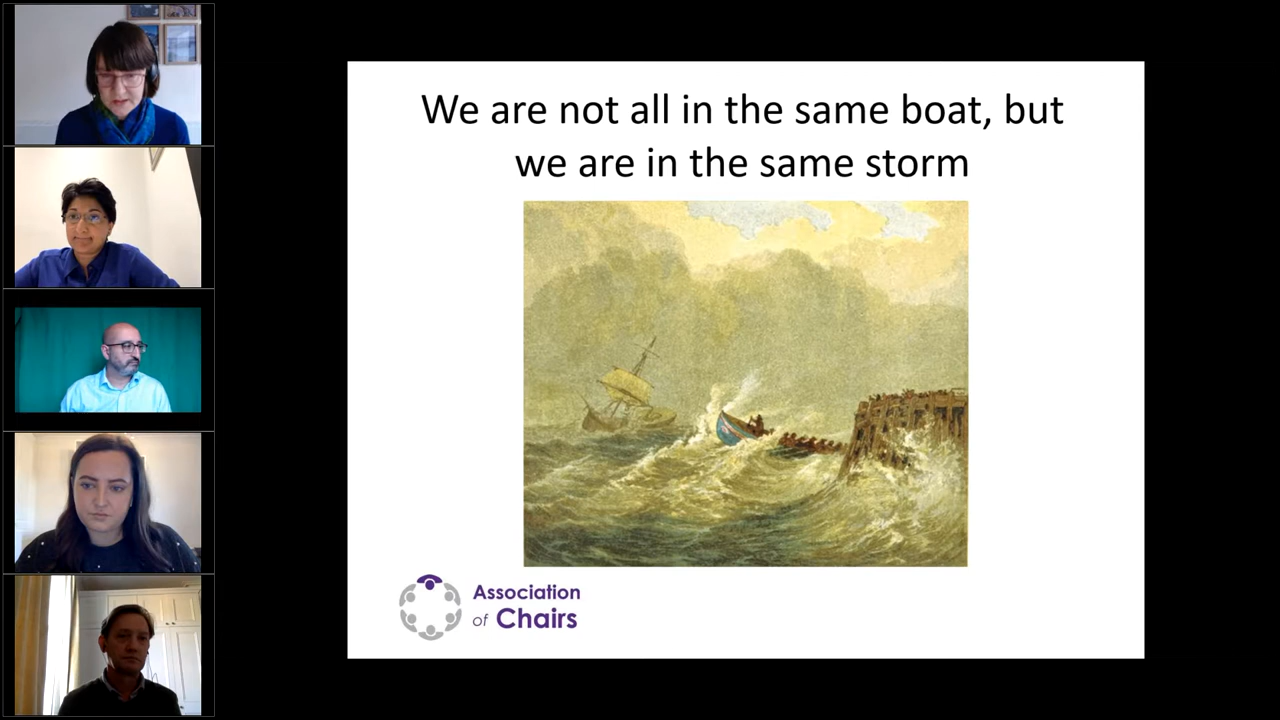 We are not all in the same boat, but
we are in the same storm
Association
of Chairs